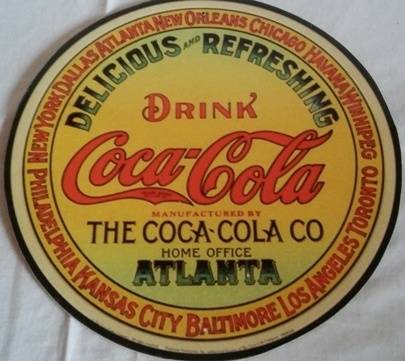 PHILADELPHIA NEW YORK DALLAS ATLANTA NEW ORLEANS CHICAGO HAVANA WINNIPEG
DELICIOUS AND REFRESHING
DRINK
Coca-Cola
MANUFACTURED BY
THE COCA-COLA CO
HOME OFFICE
ATLANTA
KANSAS CITY BALTIMORE LOS ANGELES TORONTO